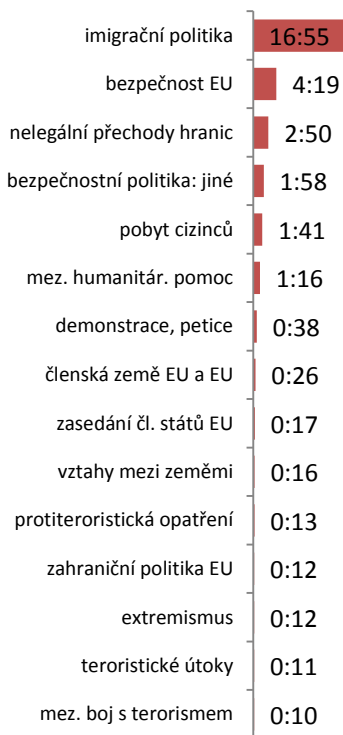 imigrační politika 16:55
bezpečnost EU 4:19
nelegální přechody hranic 2:50
bezpečnostní politika: jiné 1:58
pobyt cizinců 1:41
mez. humanitár. pomoc 1:16
demonstrace, petice 0:38
členská země EU a EU 0:26
zasedání čl. států EU 0:17
vztahy mezi zeměmi 0:16
protiteroristická opatření 0:13
zahraniční politika EU 0:12
extremismus 0:12
teroristické útoky 0:11
mez. boj s terorismem 0:10